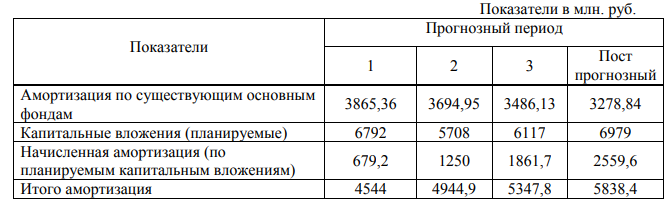 Показатели в млн. руб.
Показатели
Прогнозный период
1 2 3 Пост
прогнозный
Амортизация по существующим основным
фондам
3865,36 3694,95 3486,13 3278,84
Капитальные вложения (планируемые) 6792 5708 6117 6979
Начисленная амортизация (по
планируемым капитальным вложениям)
679,2 1250 1861,7 2559,6
Итого амортизация 4544 4944,9 5347,8 5838,4